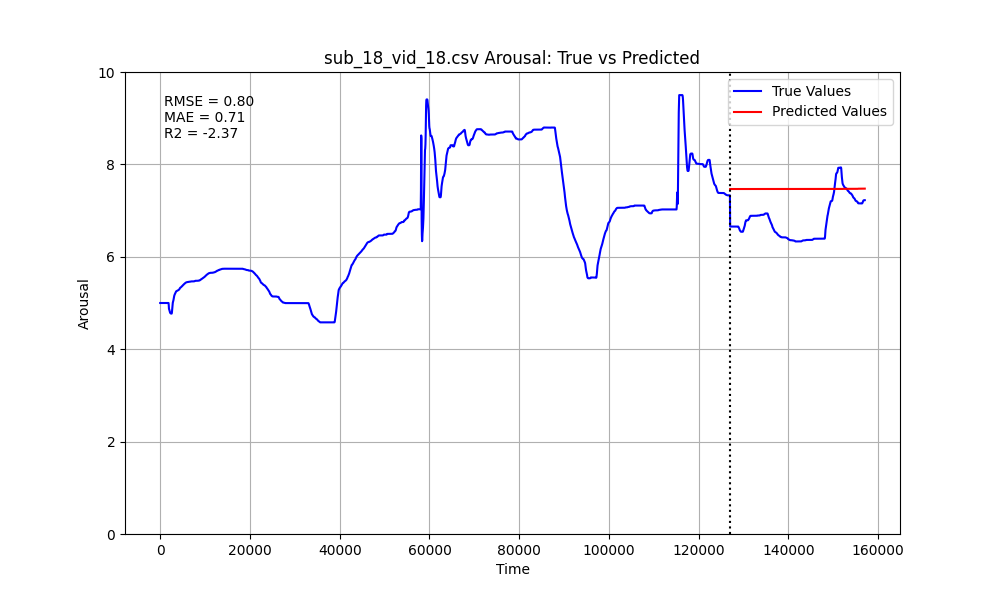 sub_18_vid_18.csv Arousal: True vs Predicted
RMSE = 0.80
MAE = 0.71
R2 = -2.37
True Values
Predicted Values
Arousal
10
8
6
4
2
0
0 20000 40000 60000 80000 100000 120000 140000 160000
Time